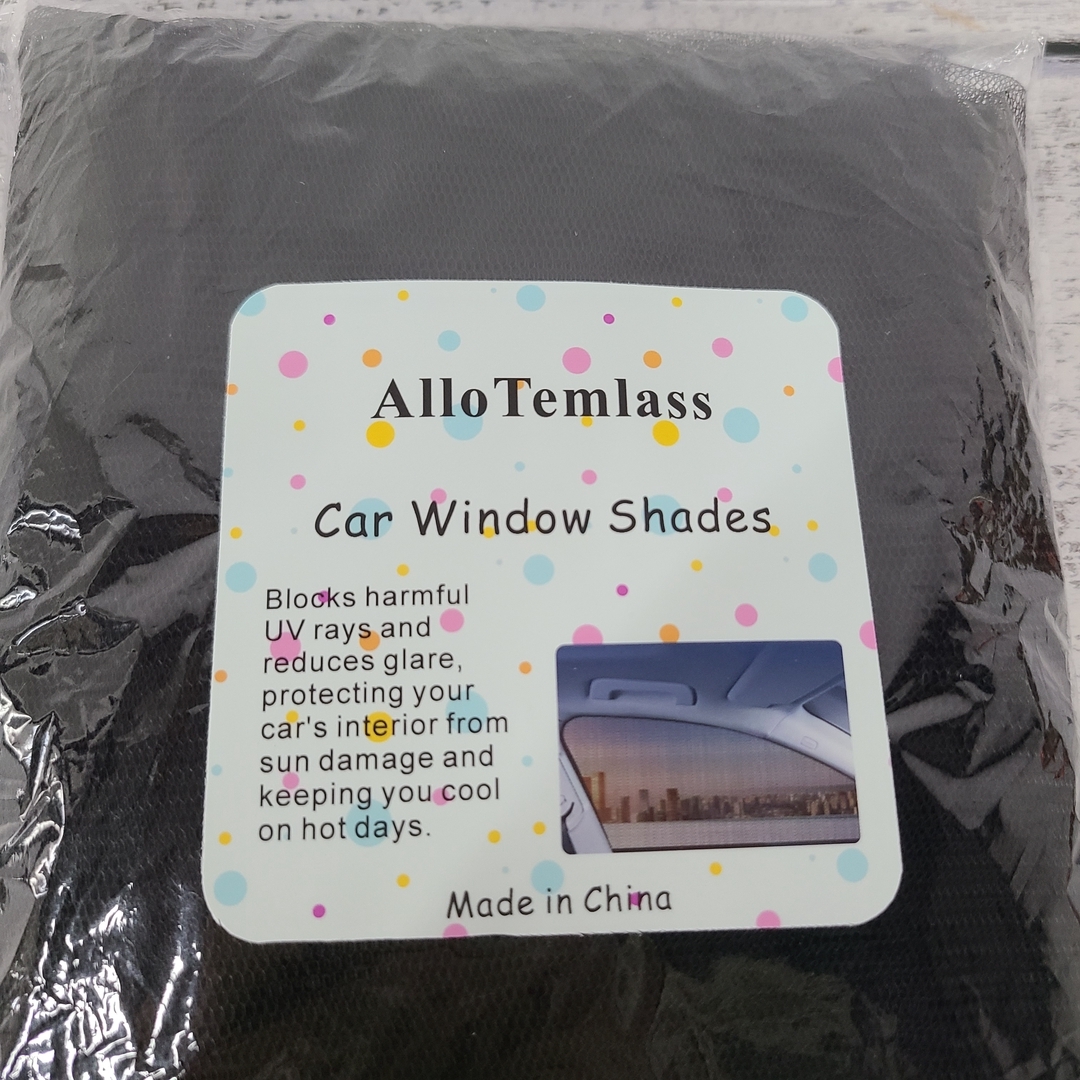 AlloTemlass
Car Window Shades
Blocks harmful
UV rays and
reduces glare,
protecting your
car's interior from
sun damage and
keeping you cool
on hot days.
Made in China